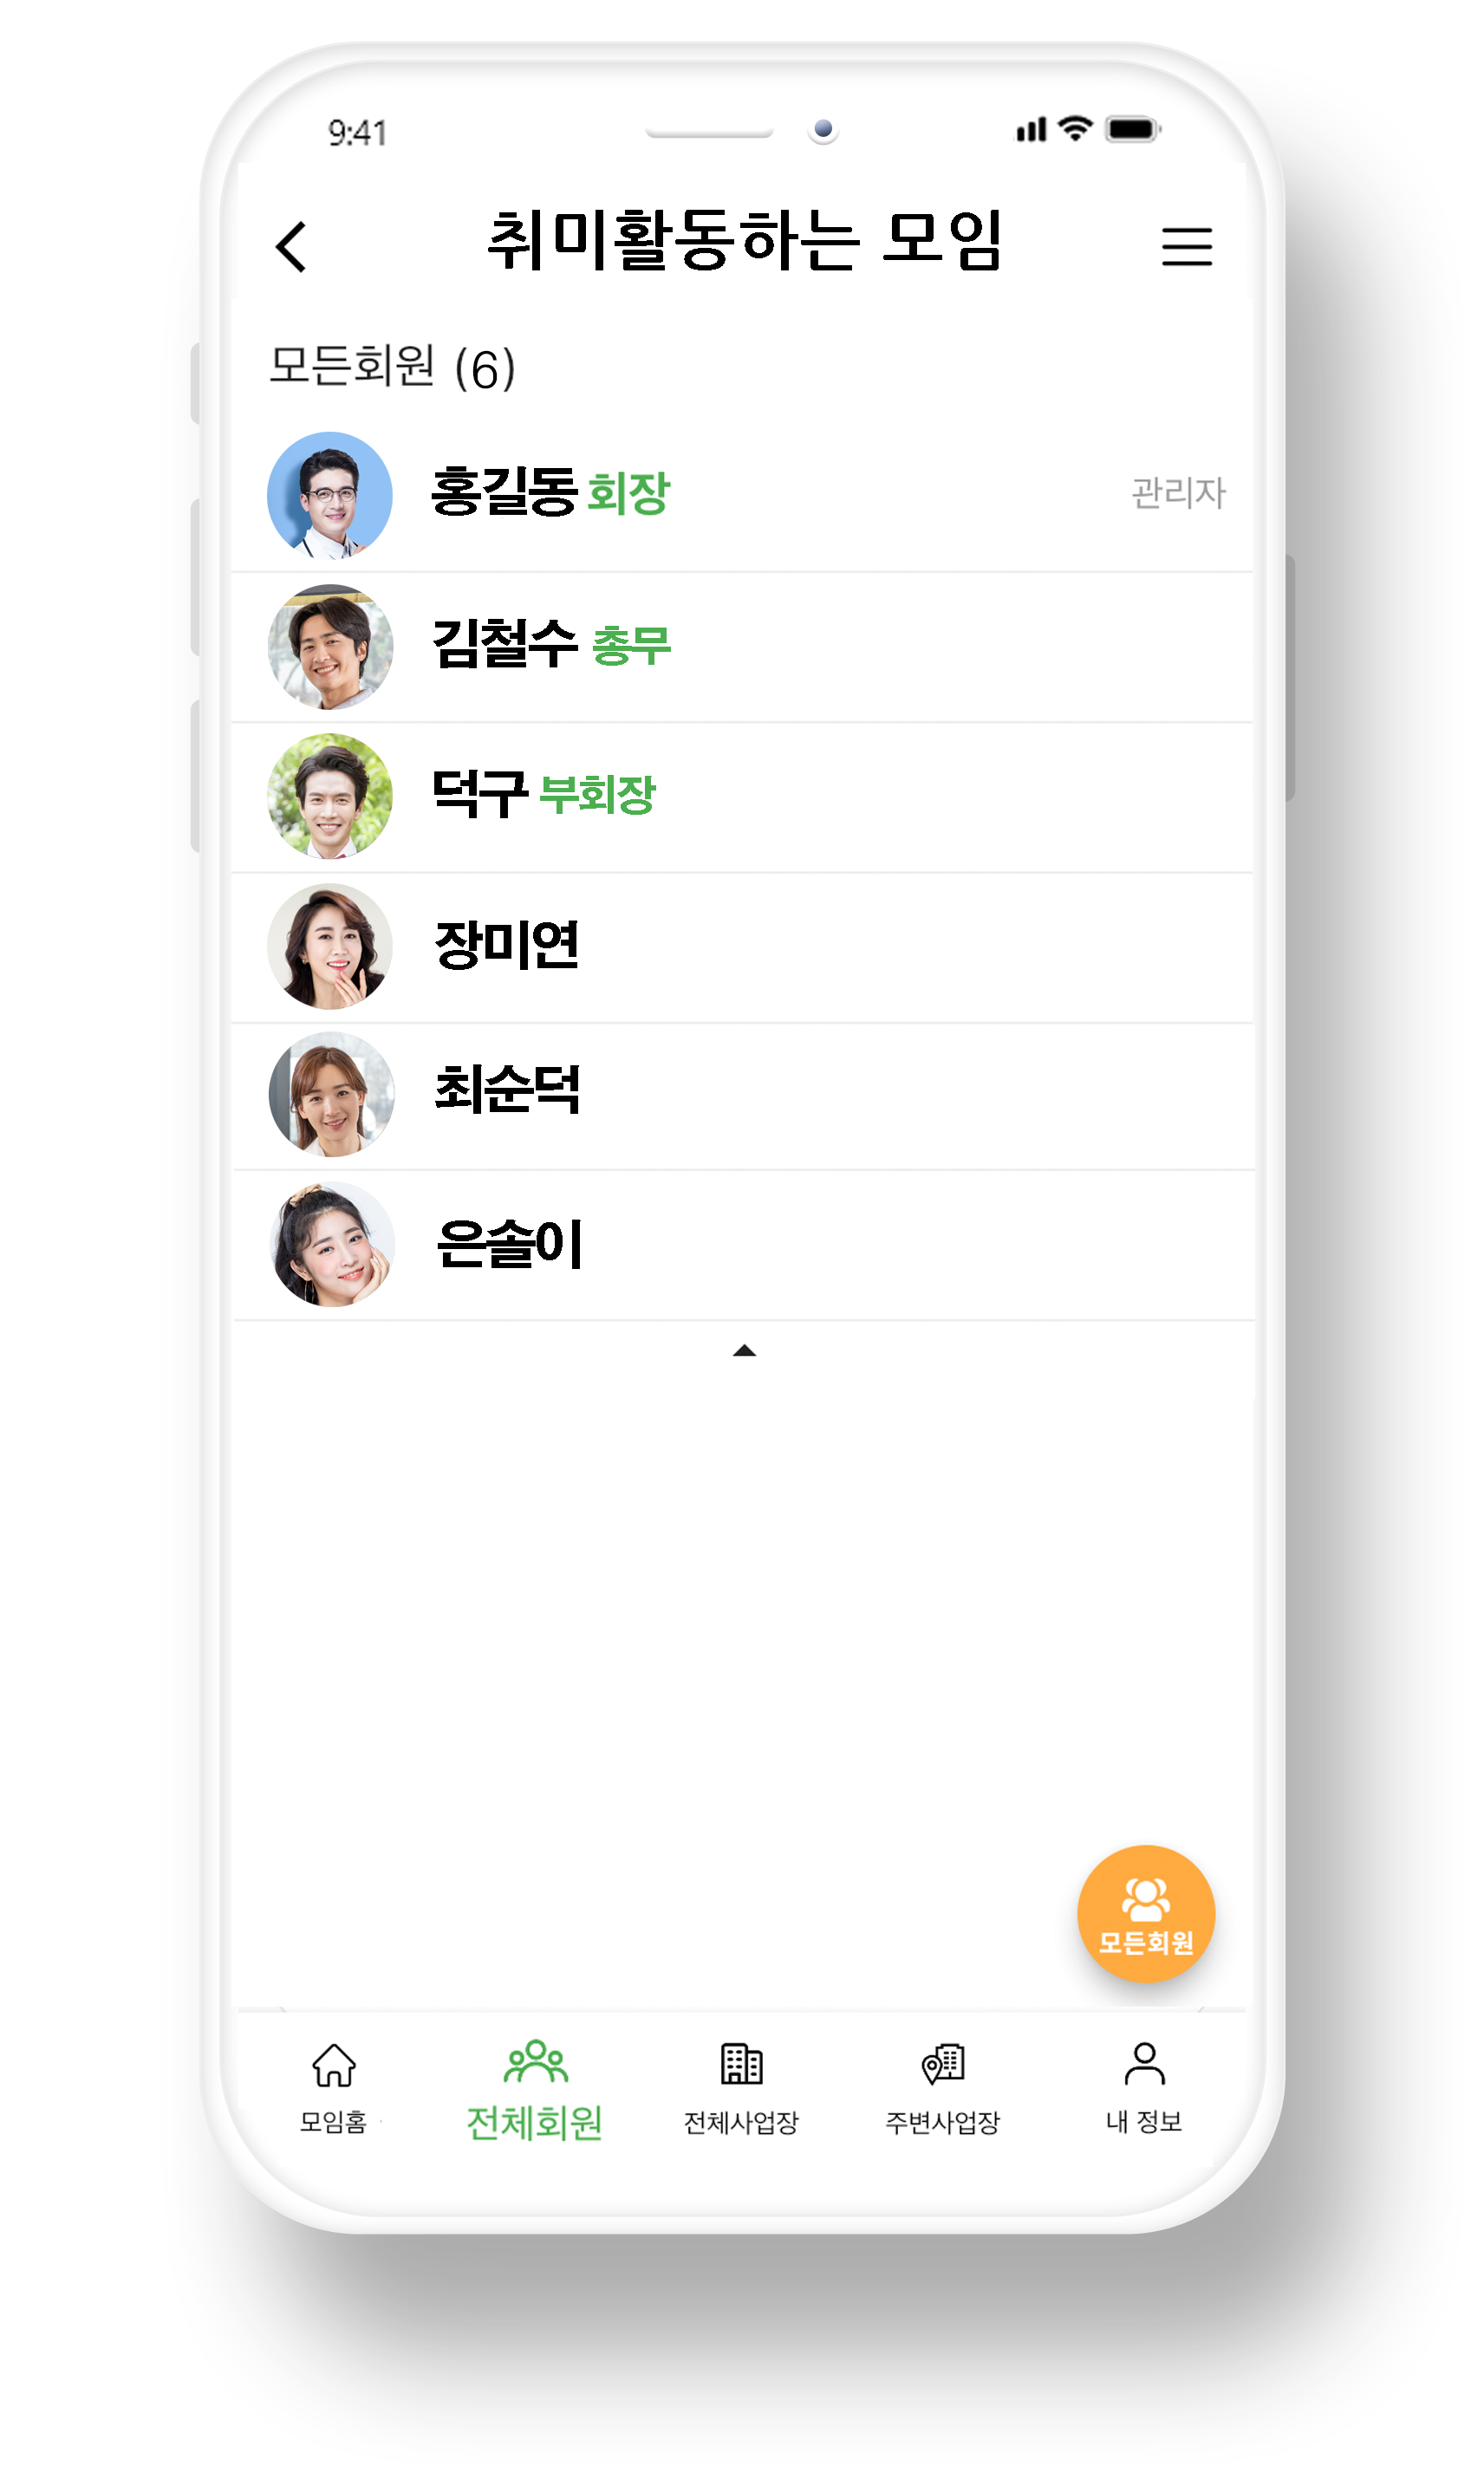 9:41
취미활동하는 모임
모든회원 (6)
홍길동 회장 관리자
김철수 총무
덕구 부회장
장미연
최순덕
은솔이
모든회원
모임홈 전체회원 전체사업장 주변사업장 내 정보